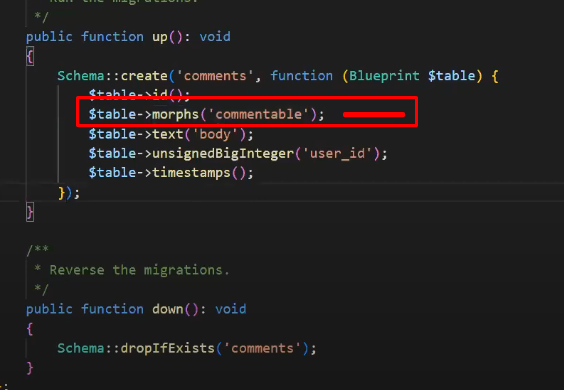 * Run the migrations.
*/
public function up(): void
{
Schema::create('comments', function (Blueprint $table) {
$table->id();
$table->morphs('commentable');
$table->text('body');
$table->unsignedBigInteger('user_id');
$table->timestamps();
});
}
/**
* Reverse the migrations.
*/
public function down(): void
{
Schema::dropIfExists('comments');
}